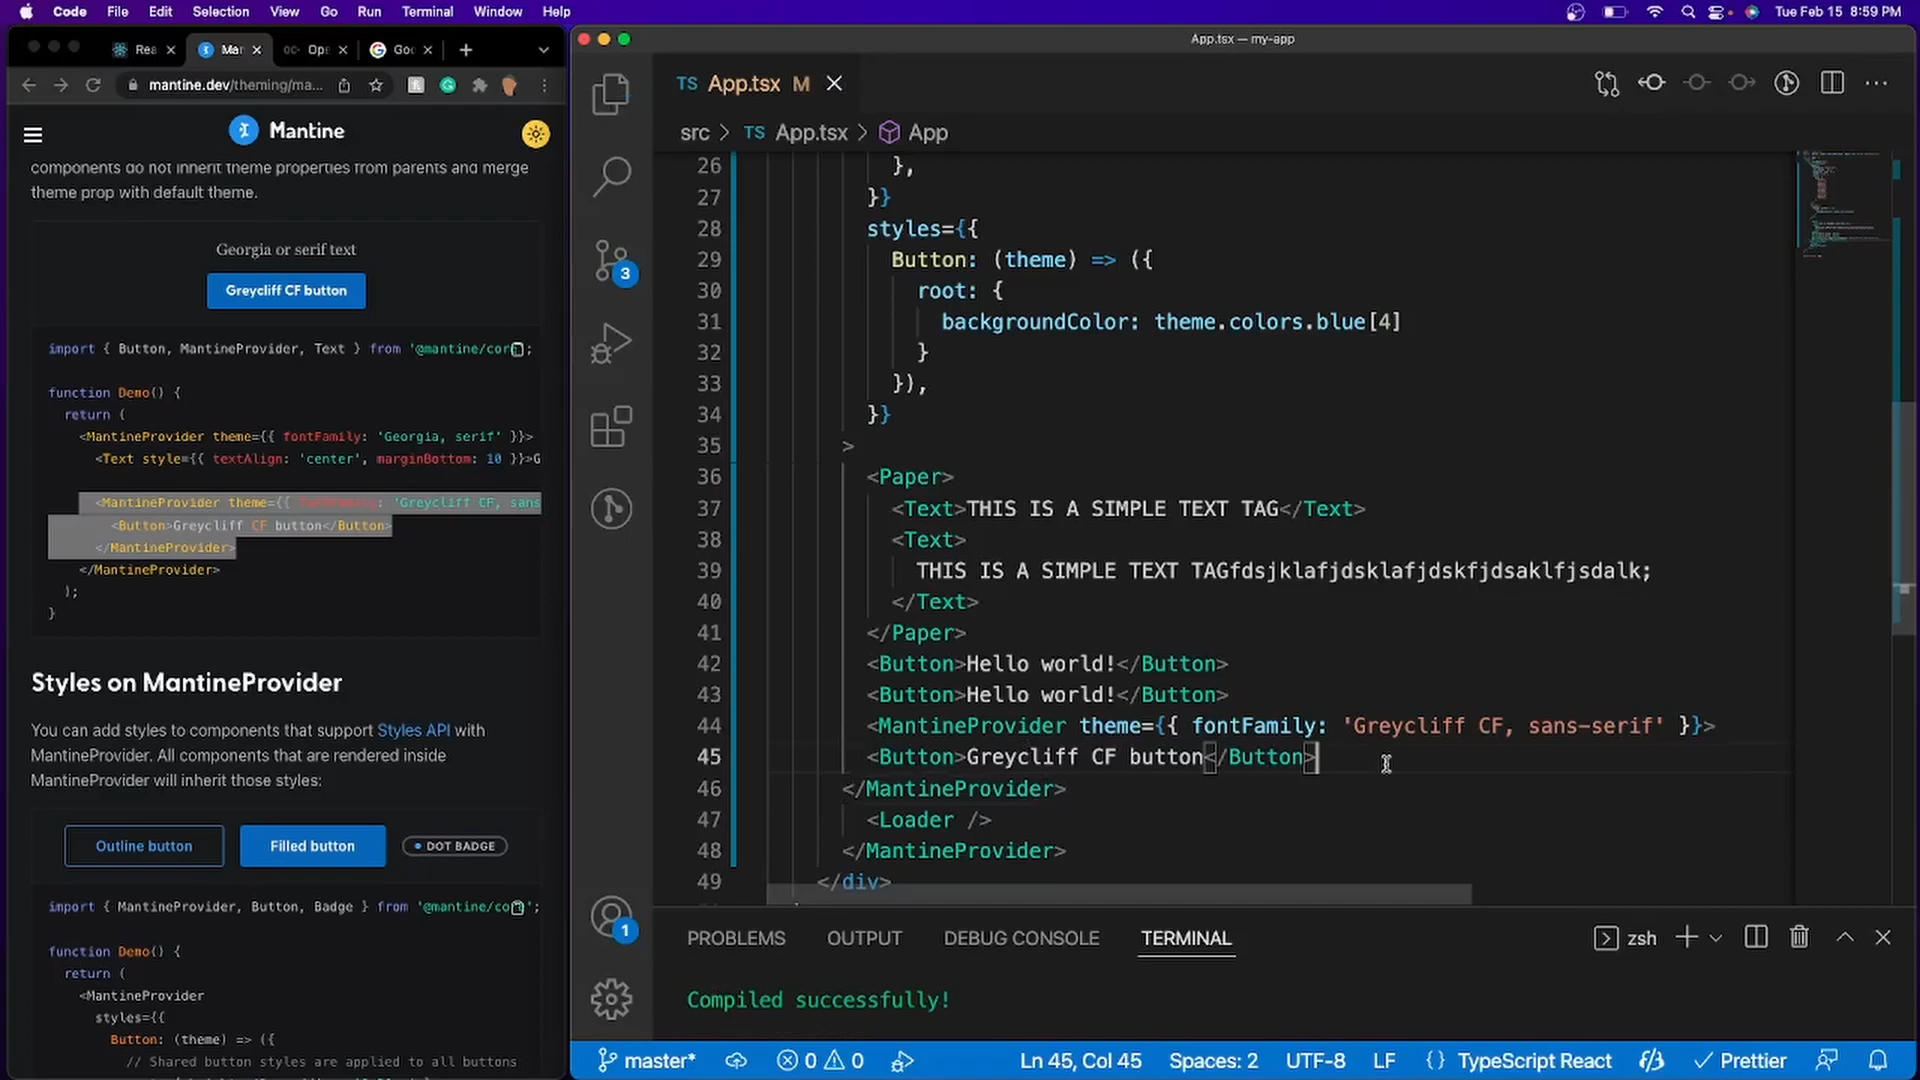 Code File Edit Selection View Go Run Terminal Window Help
Tue Feb 15 8:59 PM
Rea
Man
Ope
Goo
mantine.dev/theming/ma...
Mantine
components do not inherit theme properties from parents and merge
theme prop with default theme.
Georgia or serif text
Greycliff CF button
import { Button, MantineProvider, Text } from '@mantine/core';
function Demo() {
return (
<MantineProvider theme={{ fontFamily: 'Georgia, serif' }}>
<Text style={{ textAlign: 'center', marginBottom: 10 }}>G
<MantineProvider theme={{ fontFamily: 'Greycliff CF, sans
<Button>Greycliff CF button</Button>
</MantineProvider>
</MantineProvider>
);
}
Styles on MantineProvider
You can add styles to components that support Styles API with
MantineProvider. All components that are rendered inside
MantineProvider will inherit those styles:
Outline button
Filled button
DOT BADGE
import { MantineProvider, Button, Badge } from '@mantine/core';
function Demo() {
return (
<MantineProvider
styles={{
Button: (theme) => ({
// Shared button styles are applied to all buttons
App.tsx — my-app
TS App.tsx M
src > TS App.tsx > App
26 },
27 }}
28 styles={{
29 Button: (theme) => ({
30 root: {
31 backgroundColor: theme.colors.blue[4]
32 }
33 }),
34 }}
35 >
36 <Paper>
37 <Text>THIS IS A SIMPLE TEXT TAG</Text>
38 <Text>
39 THIS IS A SIMPLE TEXT TAGfdsjklafjdsklafjdskfjdsaklfjsdalk;
40 </Text>
41 </Paper>
42 <Button>Hello world!</Button>
43 <Button>Hello world!</Button>
44 <MantineProvider theme={{ fontFamily: 'Greycliff CF, sans-serif' }}>
45 <Button>Greycliff CF button</Button>
46 </MantineProvider>
47 <Loader />
48 </MantineProvider>
49 </div>
3
1
PROBLEMS OUTPUT DEBUG CONSOLE TERMINAL
zsh
Compiled successfully!
master* 0 0
Ln 45, Col 45 Spaces: 2 UTF-8 LF {} TypeScript React Prettier